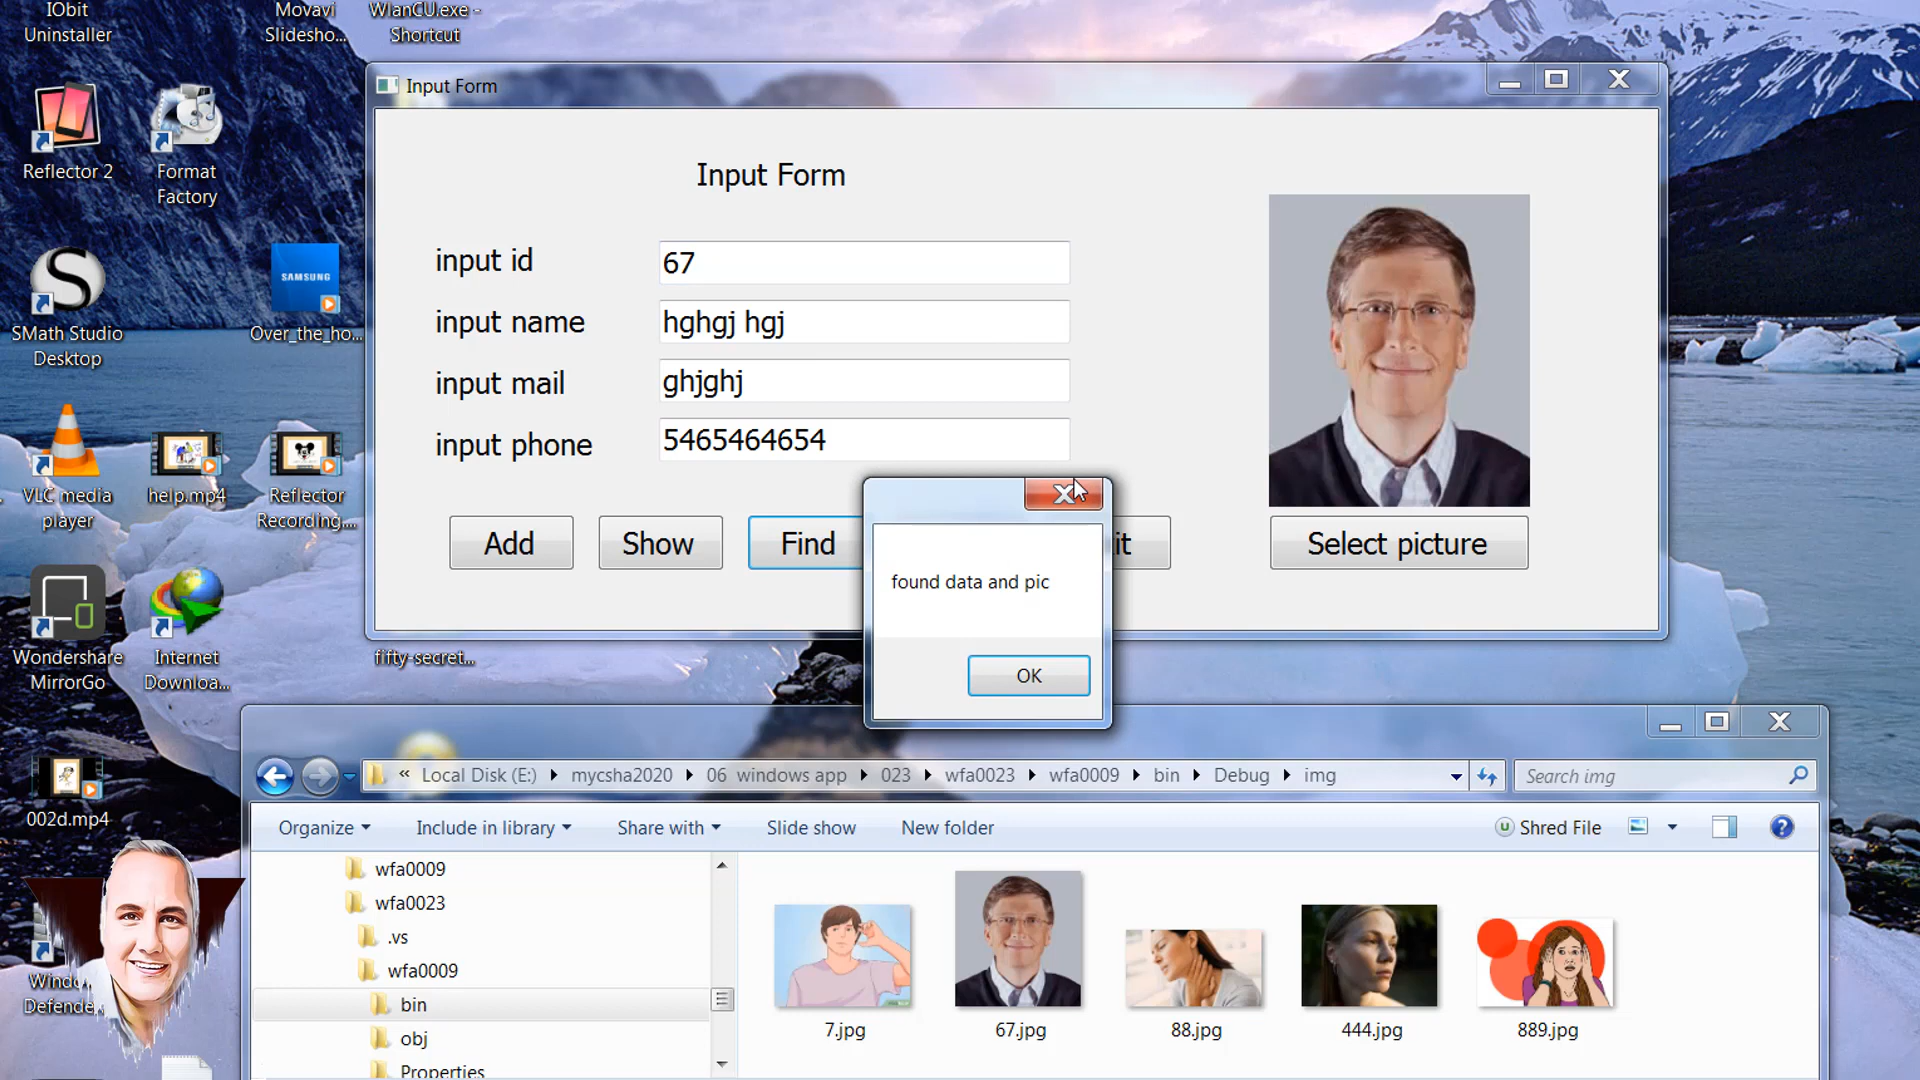 IObit
Uninstaller
Movavi
Slidesho...
WlanCU.exe -
Shortcut
Reflector 2
Format
Factory
SMath Studio
Desktop
SAMSUNG
Over_the_ho...
VLC media
player
help.mp4
Reflector
Recording....
Wondershare
MirrorGo
Internet
Downloa...
fifty-secret...
002d.mp4
Defende
Input Form
Input Form
input id
67
input name
hghgj hgj
input mail
ghjghj
input phone
5465464654
Add
Show
Find
it
Select picture
found data and pic
OK
« Local Disk (E:) mycsha2020 06 windows app 023 wfa0023 wfa0009 bin Debug img
Search img
Organize
Include in library
Share with
Slide show
New folder
Shred File
wfa0009
wfa0023
.vs
wfa0009
bin
obj
Properties
7.jpg
67.jpg
88.jpg
444.jpg
889.jpg